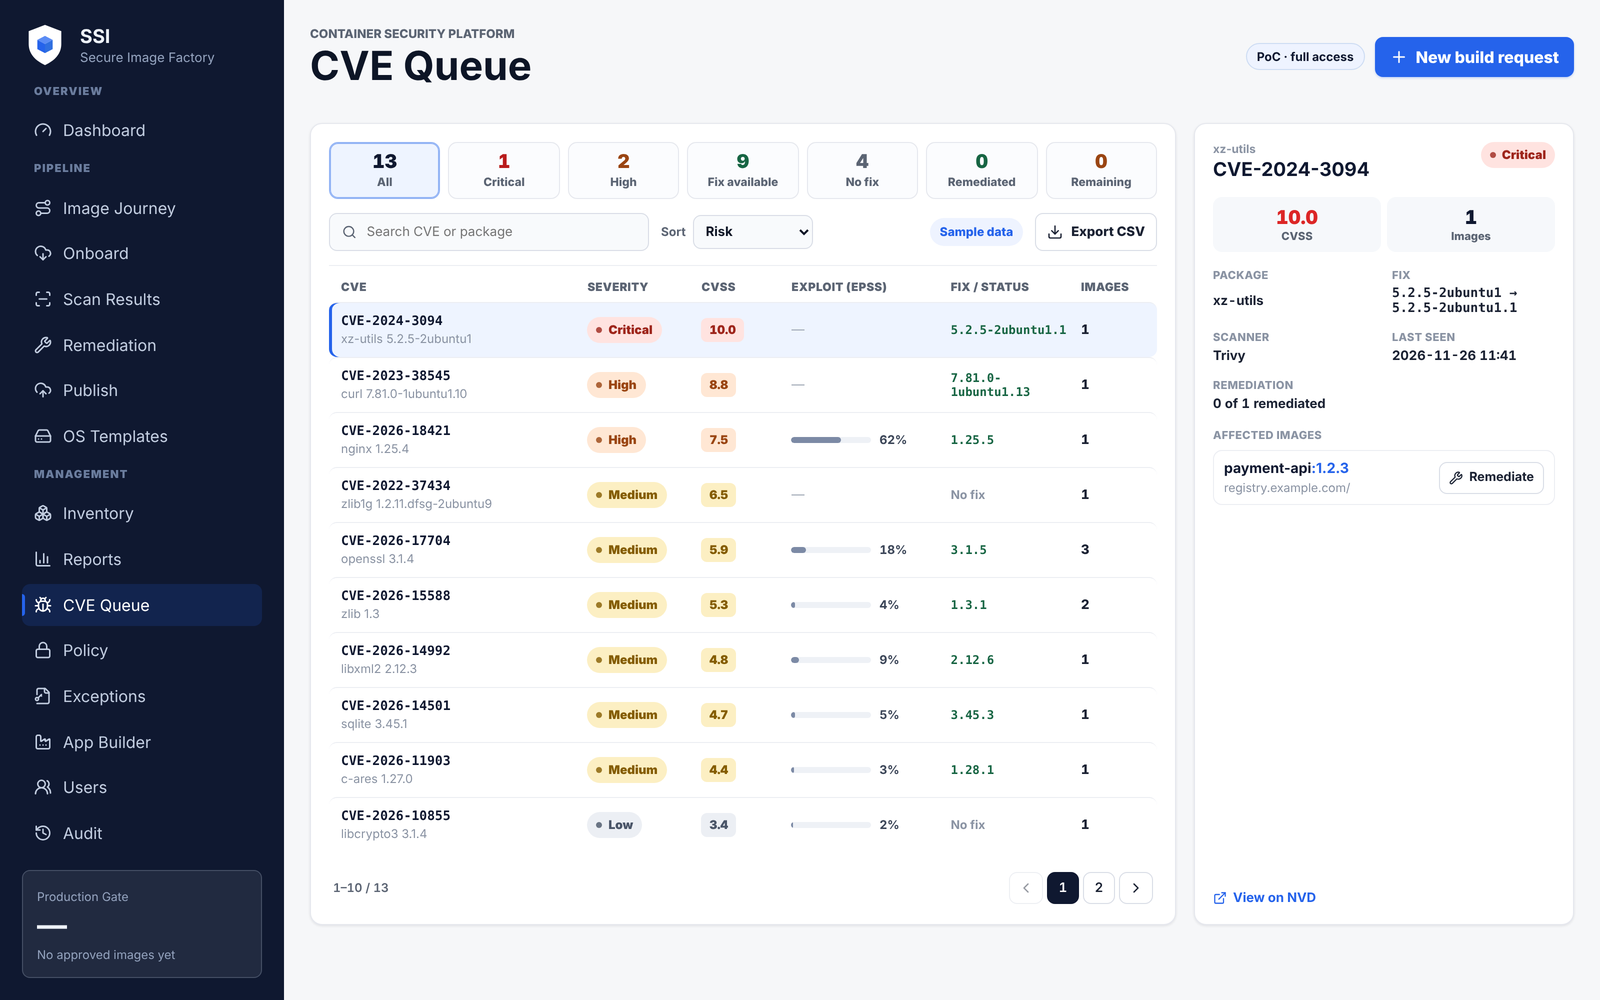 SSI
Secure Image Factory
OVERVIEW
Dashboard
PIPELINE
Image Journey
Onboard
Scan Results
Remediation
Publish
OS Templates
MANAGEMENT
Inventory
Reports
CVE Queue
Policy
Exceptions
App Builder
Users
Audit
Production Gate
—
No approved images yet
CONTAINER SECURITY PLATFORM
CVE Queue
PoC · full access
New build request
13 All
1 Critical
2 High
9 Fix available
4 No fix
0 Remediated
0 Remaining
Search CVE or package
Sort Risk
Sample data
Export CSV
CVE SEVERITY CVSS EXPLOIT (EPSS) FIX / STATUS IMAGES
CVE-2024-3094 Critical 10.0 — 5.2.5-2ubuntu1.1 1
xz-utils 5.2.5-2ubuntu1
CVE-2023-38545 High 8.8 — 7.81.0-1ubuntu1.13 1
curl 7.81.0-1ubuntu1.10
CVE-2026-18421 High 7.5 62% 1.25.5 1
nginx 1.25.4
CVE-2022-37434 Medium 6.5 — No fix 1
zlib1g 1.2.11.dfsg-2ubuntu9
CVE-2026-17704 Medium 5.9 18% 3.1.5 3
openssl 3.1.4
CVE-2026-15588 Medium 5.3 4% 1.3.1 2
zlib 1.3
CVE-2026-14992 Medium 4.8 9% 2.12.6 1
libxml2 2.12.3
CVE-2026-14501 Medium 4.7 5% 3.45.3 1
sqlite 3.45.1
CVE-2026-11903 Medium 4.4 3% 1.28.1 1
c-ares 1.27.0
CVE-2026-10855 Low 3.4 2% No fix 1
libcrypto3 3.1.4
1–10 / 13
1 2
xz-utils
CVE-2024-3094
Critical
10.0 CVSS
1 Images
PACKAGE
xz-utils
FIX
5.2.5-2ubuntu1 →
5.2.5-2ubuntu1.1
SCANNER
Trivy
LAST SEEN
2026-11-26 11:41
REMEDIATION
0 of 1 remediated
AFFECTED IMAGES
payment-api:1.2.3
registry.example.com/
Remediate
View on NVD